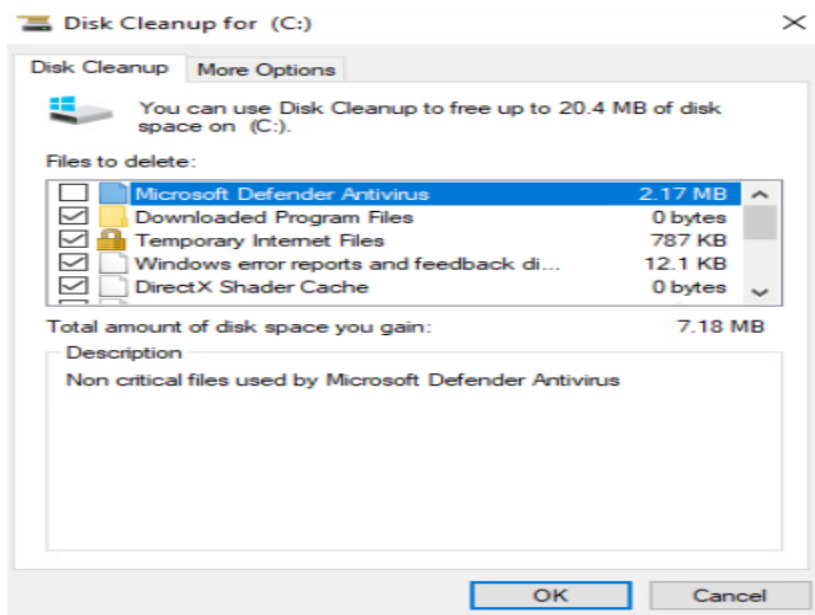 Disk Cleanup for (C:)
Disk Cleanup
More Options
You can use Disk Cleanup to free up to 20.4 MB of disk
space on (C:).
Files to delete:
Microsoft Defender Antivirus 2.17 MB
Downloaded Program Files 0 bytes
Temporary Internet Files 787 KB
Windows error reports and feedback di... 12.1 KB
DirectX Shader Cache 0 bytes
Total amount of disk space you gain: 7.18 MB
Description
Non critical files used by Microsoft Defender Antivirus
OK
Cancel